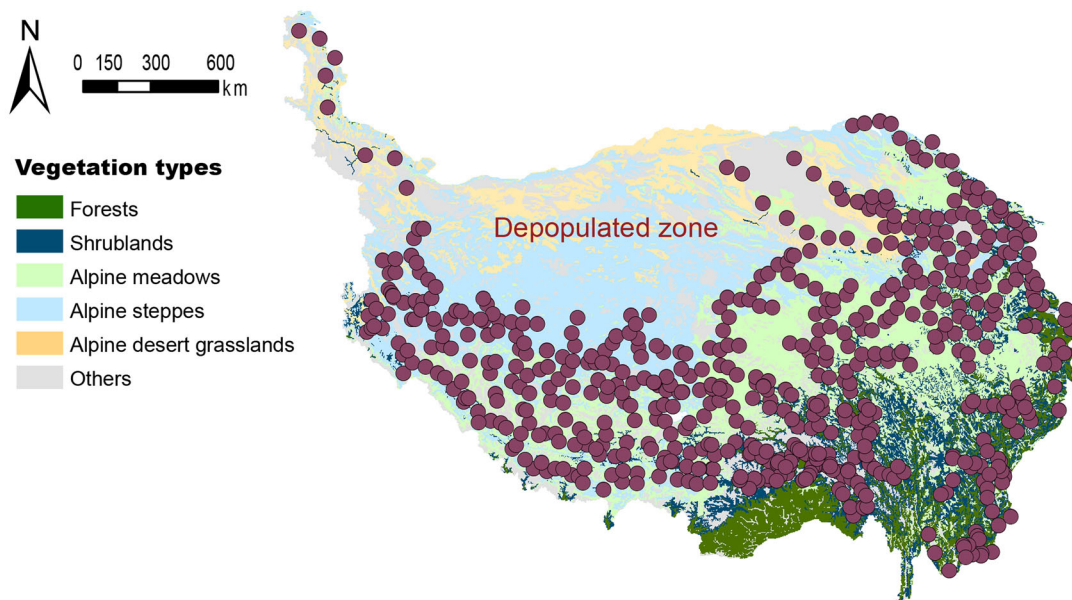 N
0 150 300 600
km
Vegetation types
Forests
Shrublands
Alpine meadows
Alpine steppes
Alpine desert grasslands
Others
Depopulated zone